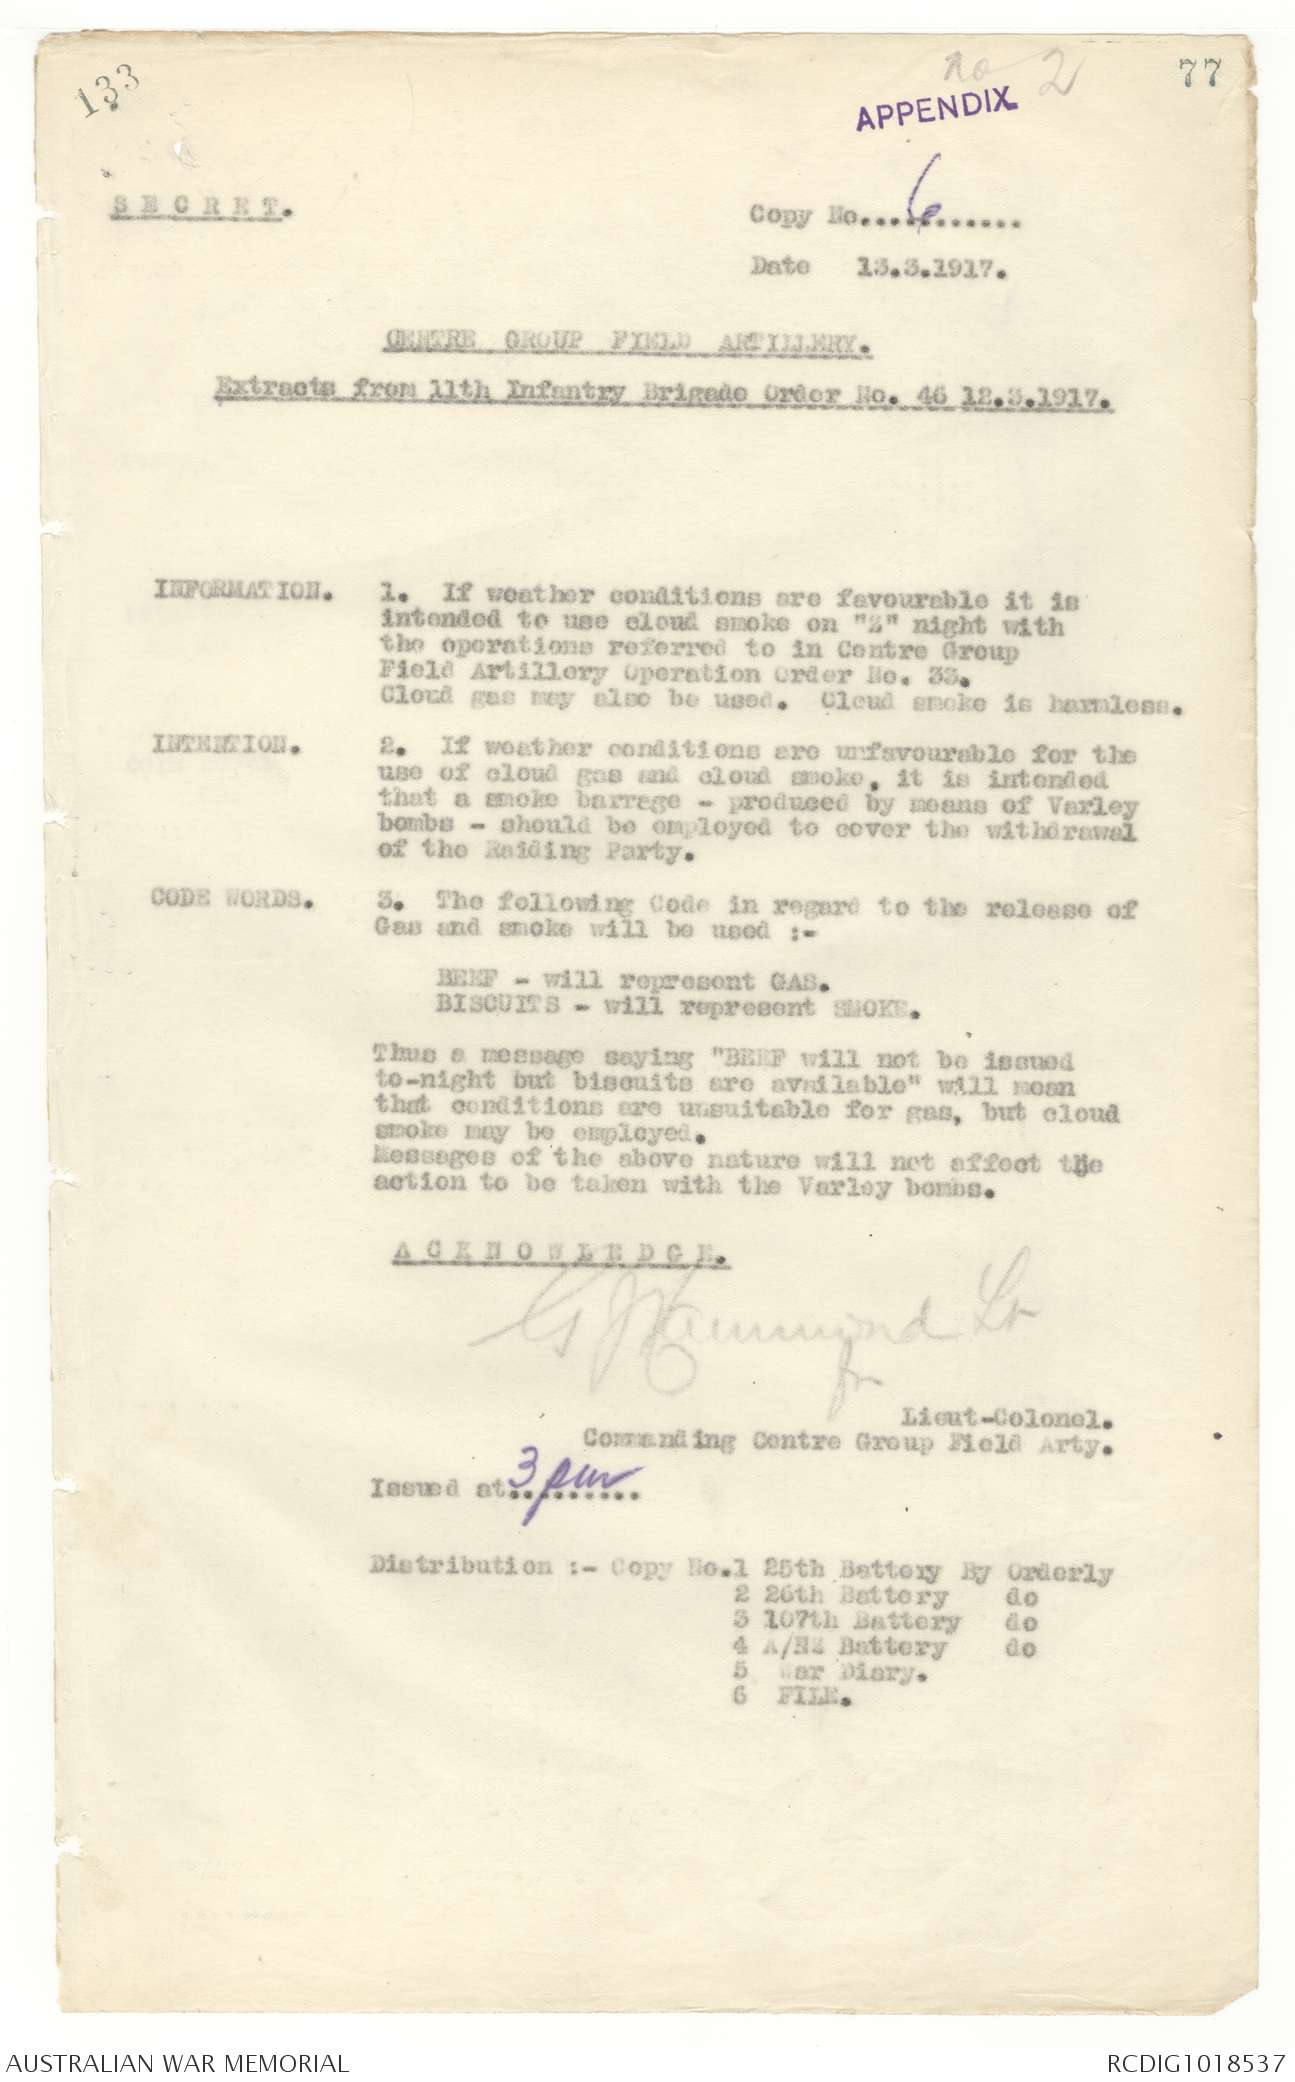 133
no 2
77
APPENDIX
SECRET.
Copy No. 6
Date 13.3.1917.
CENTRE GROUP FIELD ARTILLERY.
Extracts from 11th Infantry Brigade Order No. 46 12.3.1917.
INFORMATION. 1. If weather conditions are favourable it is
intended to use cloud smoke on "Z" night with
the operations referred to in Centre Group
Field Artillery Operation Order No. 33.
Cloud gas may also be used. Cloud smoke is harmless.
INTENTION. 2. If weather conditions are unfavourable for the
use of cloud gas and cloud smoke, it is intended
that a smoke barrage - produced by means of Varley
bombs - should be employed to cover the withdrawal
of the Raiding Party.
CODE WORDS. 3. The following Code in regard to the release of
Gas and smoke will be used :-
BEEF - will represent GAS.
BISCUITS - will represent SMOKE.
Thus a message saying "BEEF will not be issued
to-night but biscuits are available" will mean
that conditions are unsuitable for gas, but cloud
smoke may be employed.
Messages of the above nature will not affect the
action to be taken with the Varley bombs.
ACKNOWLEDGE.
G J Hammond Lt
for
Lieut-Colonel.
Commanding Centre Group Field Arty.
Issued at 3 pm
Distribution :- Copy No.1 25th Battery By Orderly
2 26th Battery do
3 107th Battery do
4 A/NZ Battery do
5 War Diary.
6 FILE.
AUSTRALIAN WAR MEMORIAL
RCDIG1018537